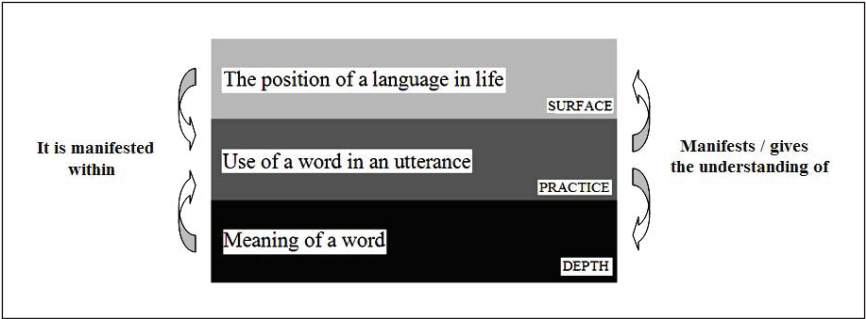 The position of a language in life
SURFACE
It is manifested
within
Use of a word in an utterance
PRACTICE
Manifests / gives
the understanding of
Meaning of a word
DEPTH